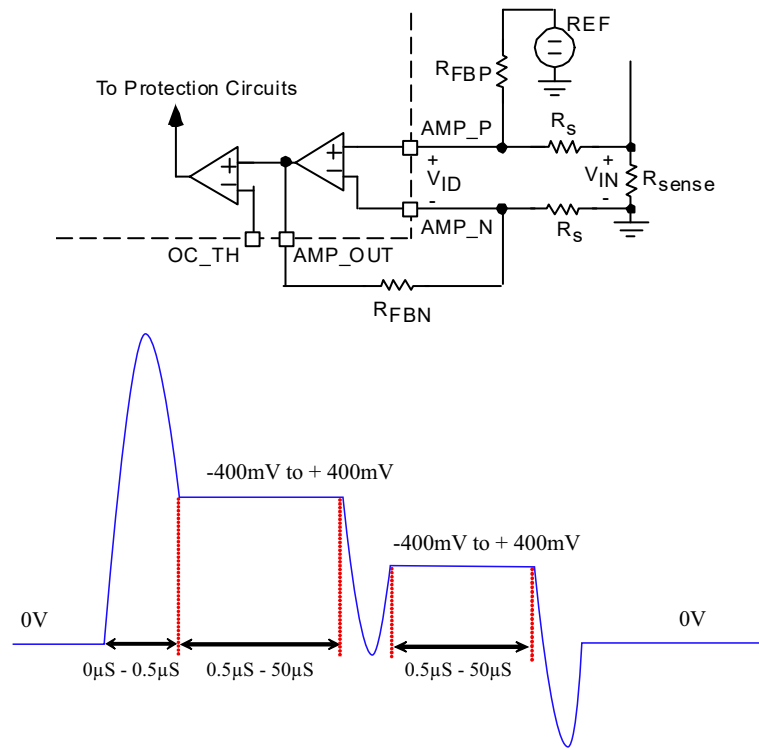 REF
RFBP
To Protection Circuits
AMP_P
Rs
+
VID
-
+
VIN
-
Rsense
+
-
+
-
AMP_N
Rs
OC_TH
AMP_OUT
RFBN
-400mV to + 400mV
-400mV to + 400mV
0V
0V
0µS - 0.5µS
0.5µS - 50µS
0.5µS - 50µS